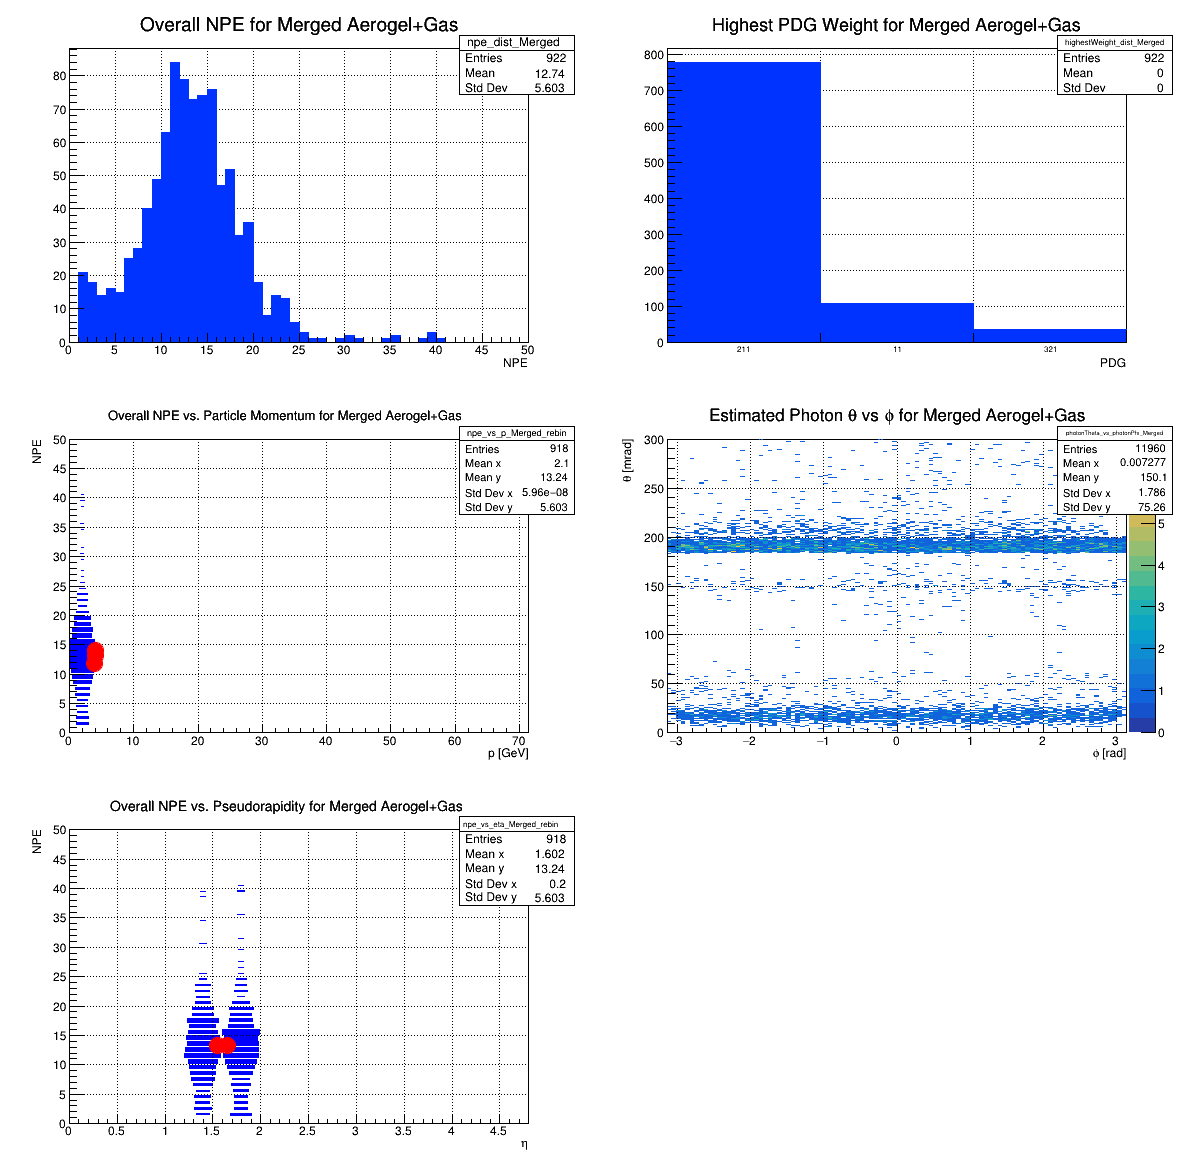 Overall NPE for Merged Aerogel+Gas
npe_dist_Merged
Entries 922
Mean 12.74
Std Dev 5.603
80
70
60
50
40
30
20
10
0
0 5 10 15 20 25 30 35 40 45 50
NPE
Highest PDG Weight for Merged Aerogel+Gas
highestWeight_dist_Merged
Entries 922
Mean 0
Std Dev 0
800
700
600
500
400
300
200
100
0
211 11 321
PDG
Overall NPE vs. Particle Momentum for Merged Aerogel+Gas
npe_vs_p_Merged_rebin
Entries 918
Mean x 2.1
Mean y 13.24
Std Dev x 5.96e−08
Std Dev y 5.603
NPE
50
45
40
35
30
25
20
15
10
5
0
0 10 20 30 40 50 60 70
p [GeV]
Estimated Photon θ vs ϕ for Merged Aerogel+Gas
photonTheta_vs_photonPhi_Merged
Entries 11960
Mean x 0.007277
Mean y 150.1
Std Dev x 1.786
Std Dev y 75.26
θ [mrad]
300
250
200
150
100
50
0
−3 −2 −1 0 1 2 3
ϕ [rad]
5
4
3
2
1
0
Overall NPE vs. Pseudorapidity for Merged Aerogel+Gas
npe_vs_eta_Merged_rebin
Entries 918
Mean x 1.602
Mean y 13.24
Std Dev x 0.2
Std Dev y 5.603
NPE
50
45
40
35
30
25
20
15
10
5
0
0 0.5 1 1.5 2 2.5 3 3.5 4 4.5
η